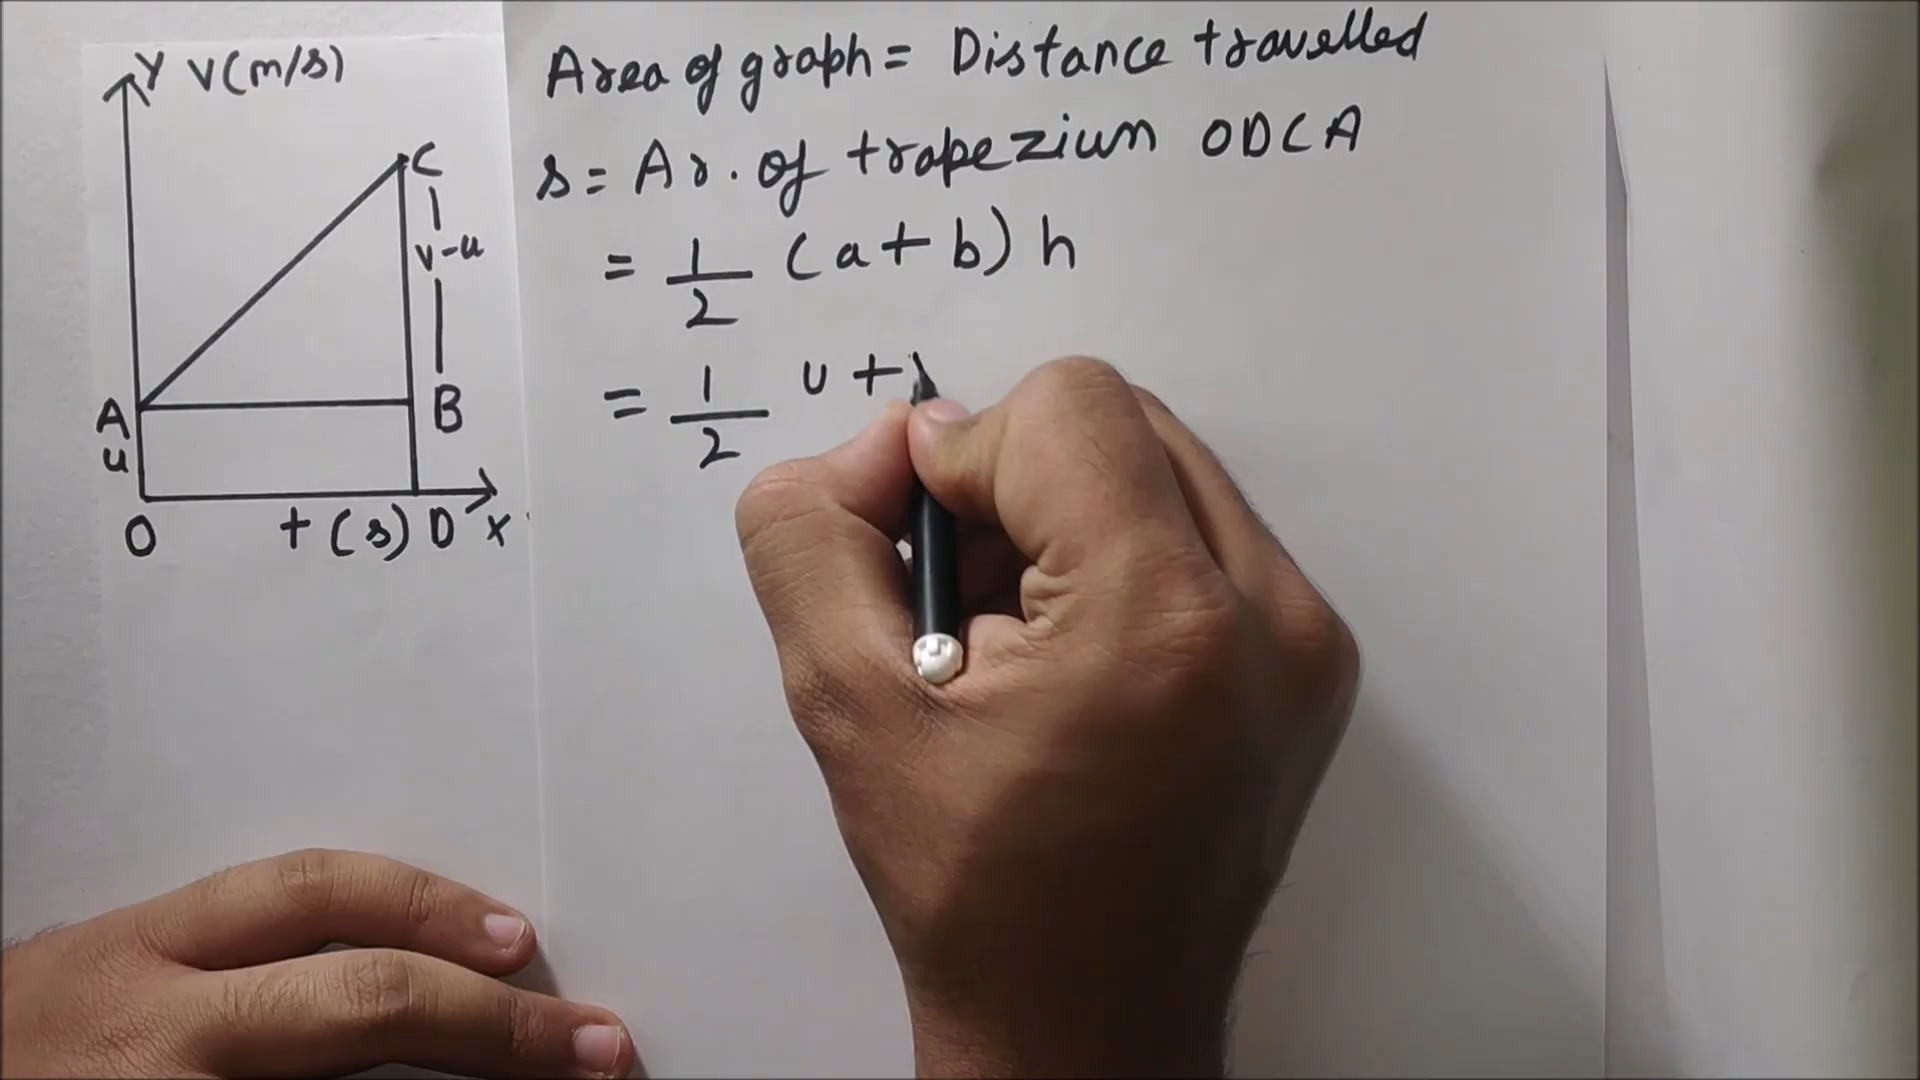 Y V(m/s)
C
v-u
A
B
u
O
t (s) D x
Area of graph = Distance travelled
s = Ar. of trapezium ODCA
= 1/2 (a + b) h
= 1/2 u +